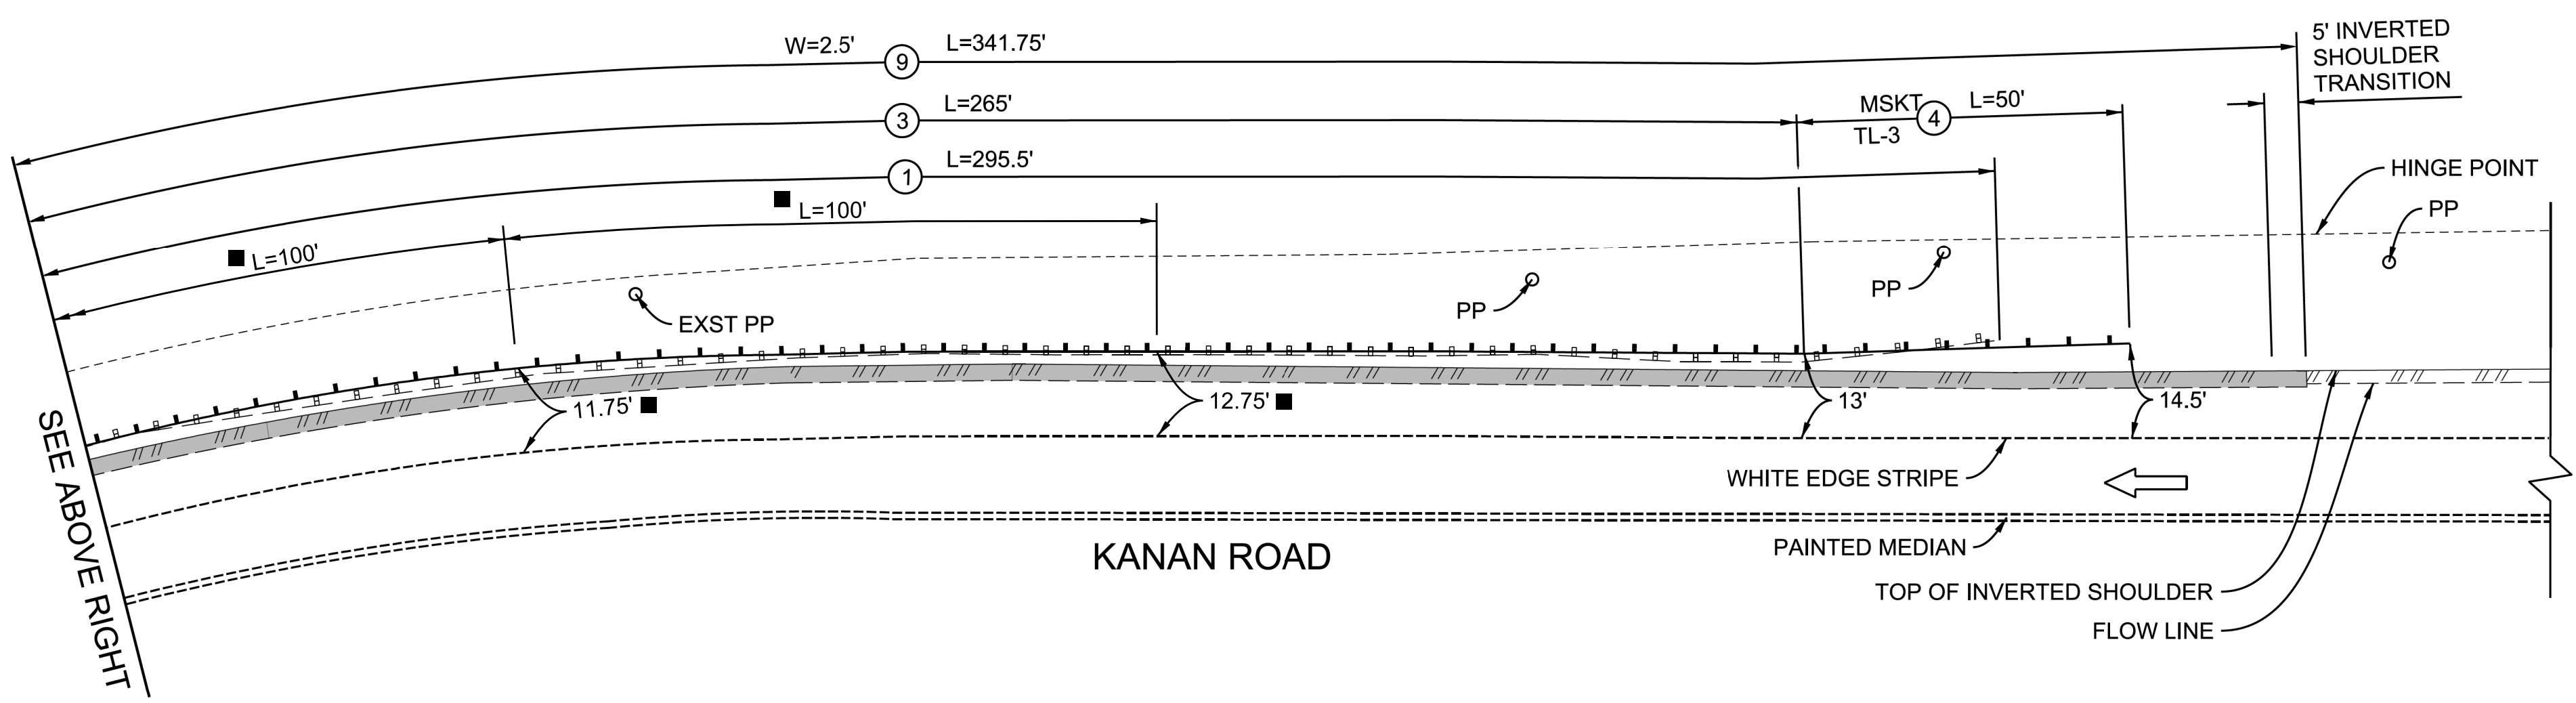 W=2.5' 9 L=341.75'
5' INVERTED
SHOULDER
TRANSITION
3 L=265'
MSKT 4 L=50'
TL-3
1 L=295.5'
HINGE POINT
PP
■ L=100'
■ L=100'
EXST PP
PP
PP
11.75' ■
12.75' ■
13'
14.5'
WHITE EDGE STRIPE
PAINTED MEDIAN
KANAN ROAD
TOP OF INVERTED SHOULDER
FLOW LINE
SEE ABOVE RIGHT